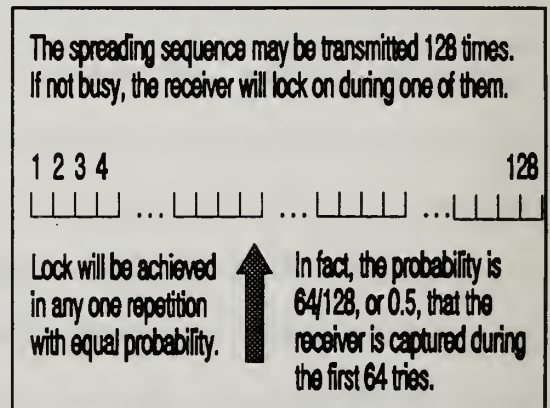 The spreading sequence may be transmitted 128 times.
If not busy, the receiver will lock on during one of them.
1 2 3 4 128
... ... ...
Lock will be achieved
in any one repetition
with equal probability.
In fact, the probability is
64/128, or 0.5, that the
receiver is captured during
the first 64 tries.